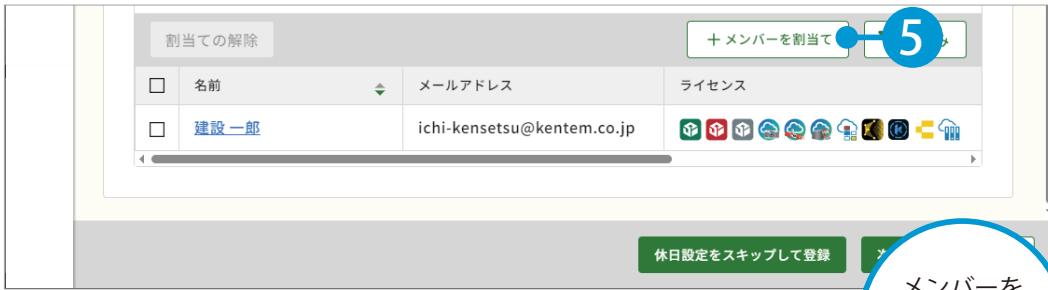 割当ての解除
＋メンバーを割当て
5
み
名前
メールアドレス
ライセンス
建設 一郎
ichi-kensetsu@kentem.co.jp
休日設定をスキップして登録
メンバーを